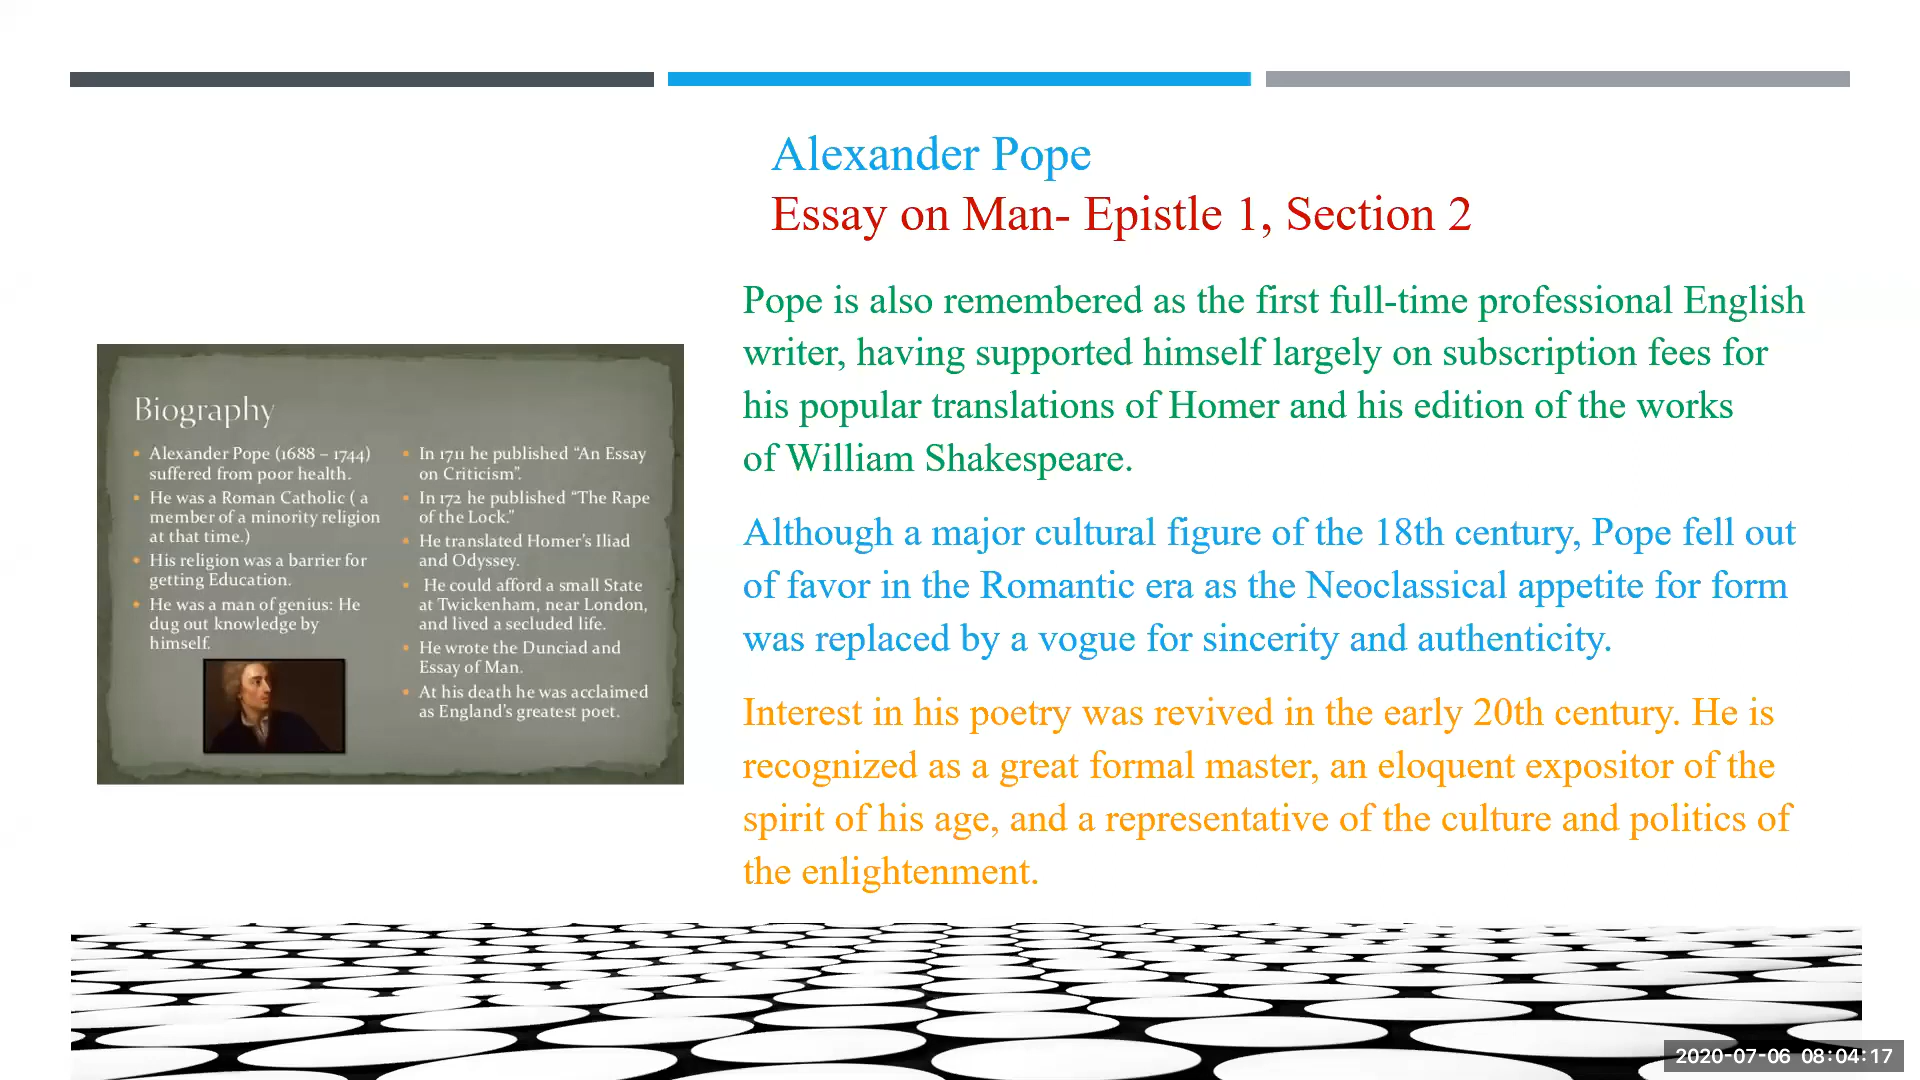 Alexander Pope
Essay on Man- Epistle 1, Section 2
Biography
Alexander Pope (1688 – 1744)
suffered from poor health.
He was a Roman Catholic ( a
member of a minority religion
at that time.)
His religion was a barrier for
getting Education.
He was a man of genius: He
dug out knowledge by
himself.
In 1711 he published “An Essay
on Criticism”.
In 172 he published “The Rape
of the Lock.”
He translated Homer’s Iliad
and Odyssey.
He could afford a small State
at Twickenham, near London,
and lived a secluded life.
He wrote the Dunciad and
Essay of Man.
At his death he was acclaimed
as England’s greatest poet.
Pope is also remembered as the first full-time professional English
writer, having supported himself largely on subscription fees for
his popular translations of Homer and his edition of the works
of William Shakespeare.
Although a major cultural figure of the 18th century, Pope fell out
of favor in the Romantic era as the Neoclassical appetite for form
was replaced by a vogue for sincerity and authenticity.
Interest in his poetry was revived in the early 20th century. He is
recognized as a great formal master, an eloquent expositor of the
spirit of his age, and a representative of the culture and politics of
the enlightenment.
2020-07-06 08:04:17